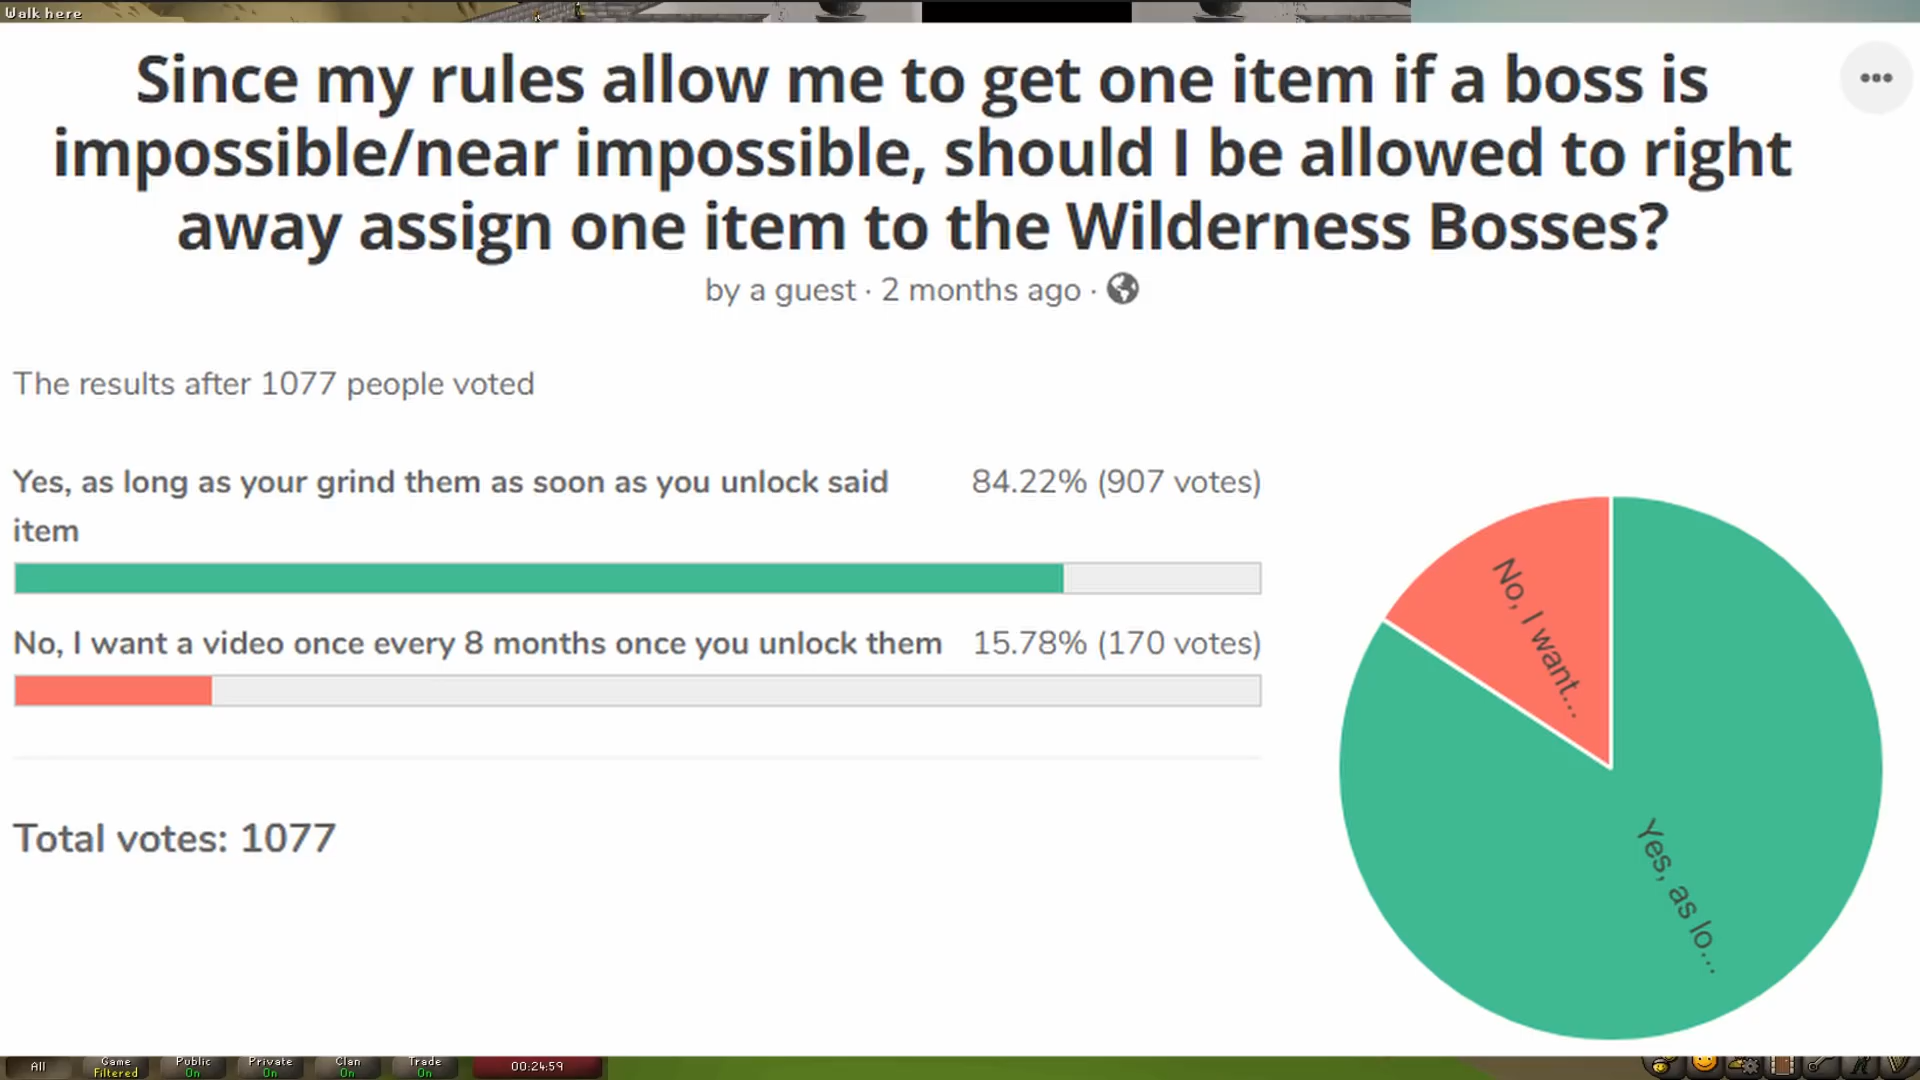 Walk here
Since my rules allow me to get one item if a boss is
impossible/near impossible, should I be allowed to right
away assign one item to the Wilderness Bosses?
by a guest · 2 months ago ·
The results after 1077 people voted
Yes, as long as your grind them as soon as you unlock said
item
84.22% (907 votes)
No, I want a video once every 8 months once you unlock them
15.78% (170 votes)
Total votes: 1077
No, I want...
Yes, as lo...
All
Game
Filtered
Public
On
Private
On
Clan
On
Trade
On
00:24:59